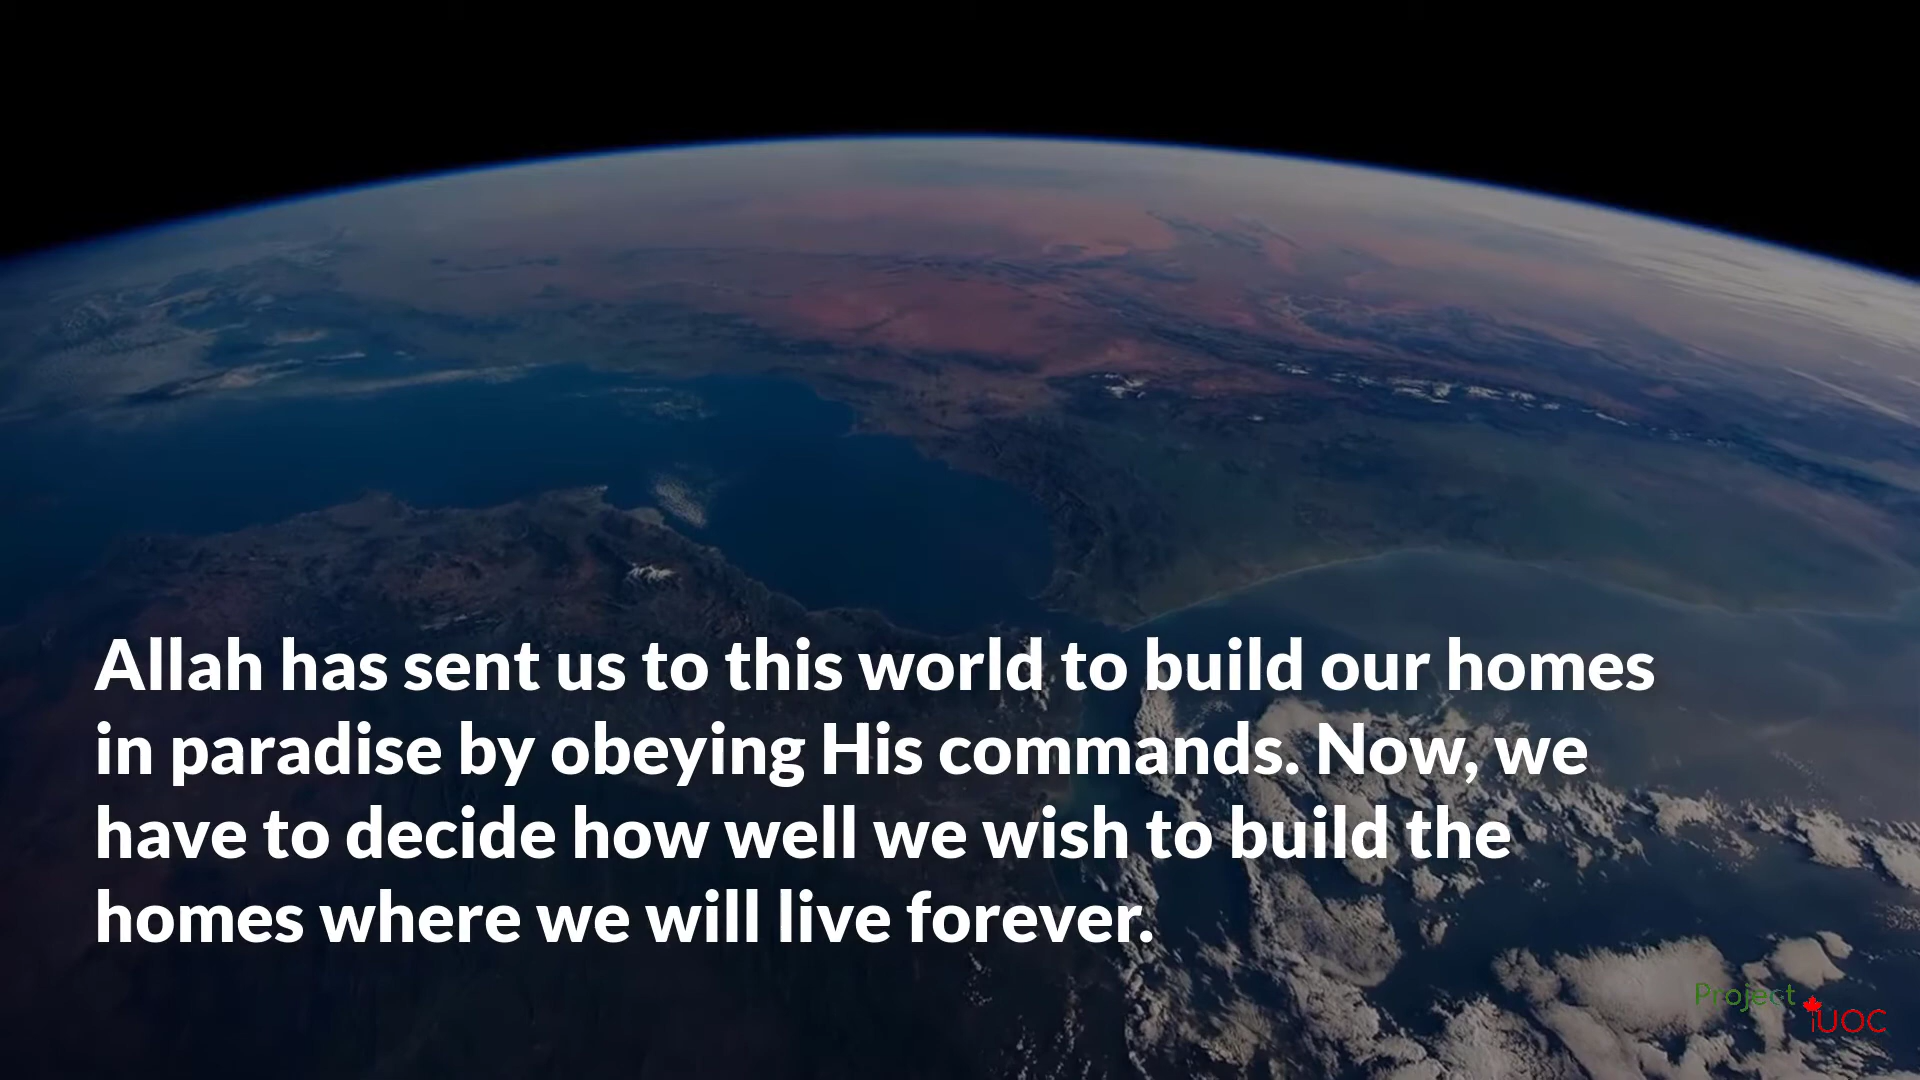 Allah has sent us to this world to build our homes
in paradise by obeying His commands. Now, we
have to decide how well we wish to build the
homes where we will live forever.
Project
iUOC